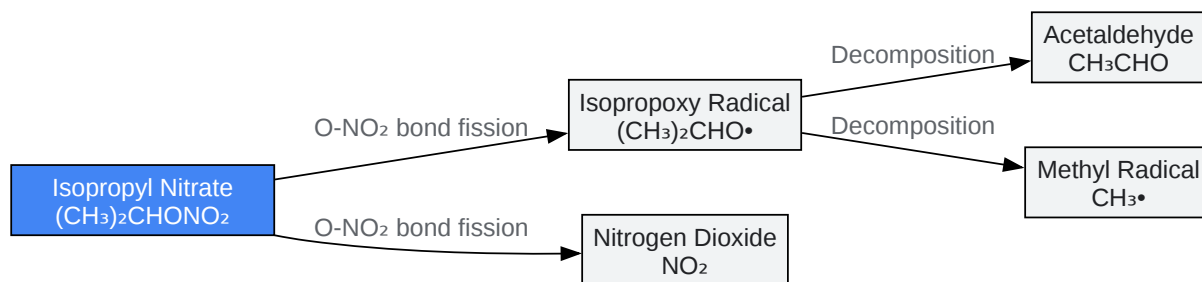 Isopropyl Nitrate
(CH₃)₂CHONO₂
O-NO₂ bond fission
O-NO₂ bond fission
Isopropoxy Radical
(CH₃)₂CHO•
Nitrogen Dioxide
NO₂
Decomposition
Decomposition
Acetaldehyde
CH₃CHO
Methyl Radical
CH₃•